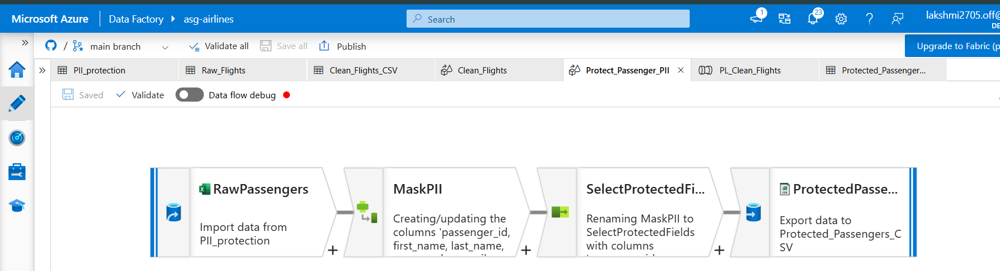 Microsoft Azure
Data Factory
asg-airlines
Search
1
23
?
lakshmi2705.off@
DE
/ main branch
Validate all
Save all
Publish
Upgrade to Fabric (p
PII_protection
Raw_Flights
Clean_Flights_CSV
Clean_Flights
Protect_Passenger_PII
PL_Clean_Flights
Protected_Passenger...
Saved
Validate
Data flow debug
RawPassengers
Import data from
PII_protection
+
MaskPII
Creating/updating the
columns 'passenger_id,
first_name, last_name,
+
SelectProtectedFi...
Renaming MaskPII to
SelectProtectedFields
with columns
+
ProtectedPasse...
CSV
Export data to
Protected_Passengers_C
SV